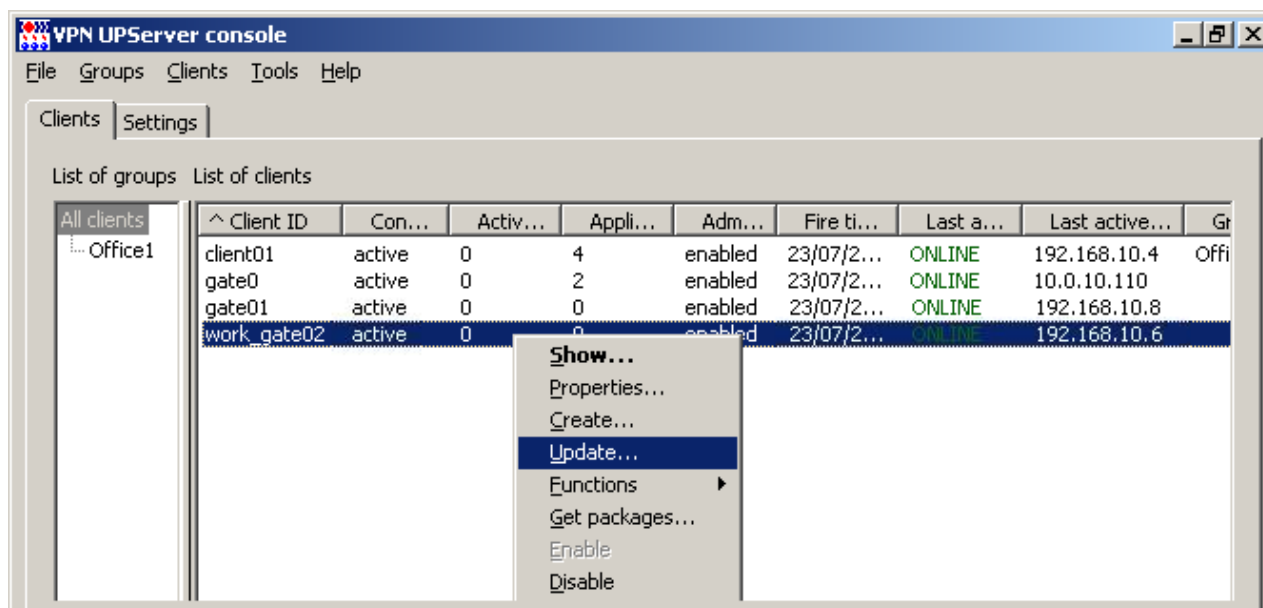 VPN UPServer console
File Groups Clients Tools Help
Clients Settings
List of groups List of clients
All clients
Office1
^ Client ID Con... Activ... Appli... Adm... Fire ti... Last a... Last active... Gr
client01 active 0 4 enabled 23/07/2... ONLINE 192.168.10.4 Offi
gate0 active 0 2 enabled 23/07/2... ONLINE 10.0.10.110
gate01 active 0 0 enabled 23/07/2... ONLINE 192.168.10.8
work_gate02 active 0 0 enabled 23/07/2... ONLINE 192.168.10.6
Show...
Properties...
Create...
Update...
Functions
Get packages...
Enable
Disable